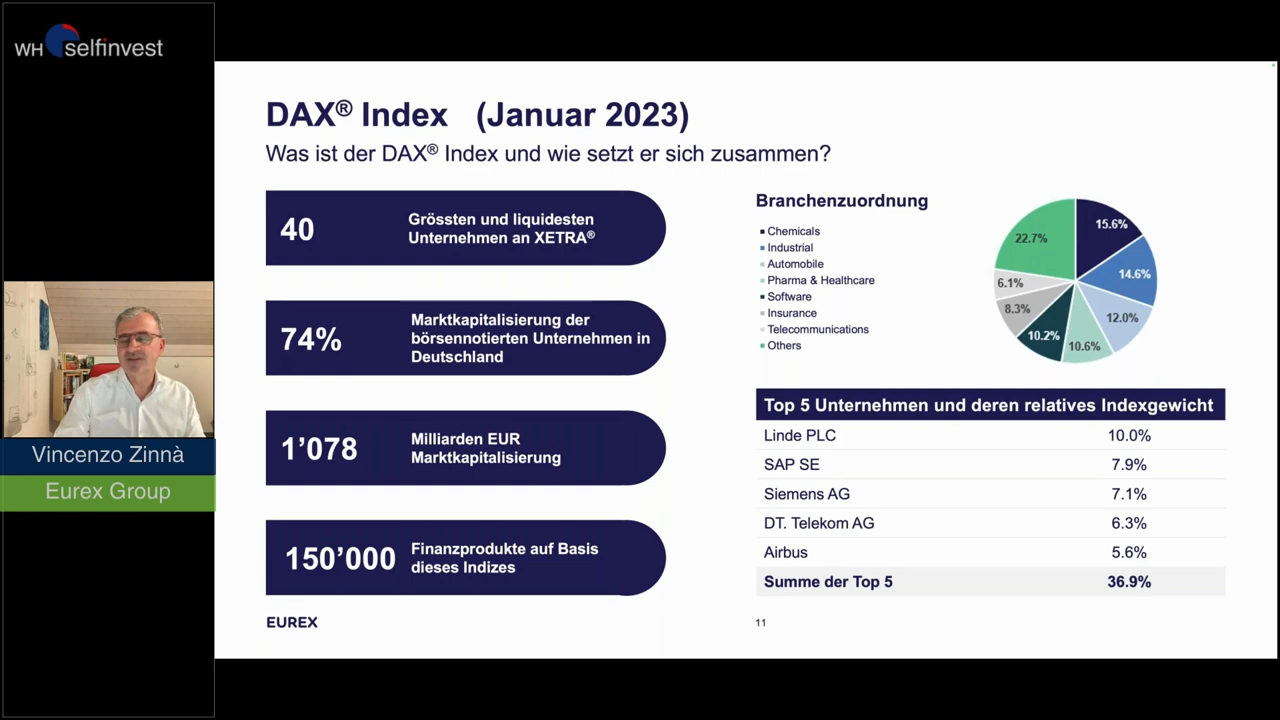 WH selfinvest
DAX® Index (Januar 2023)
Was ist der DAX® Index und wie setzt er sich zusammen?
40
Grössten und liquidesten
Unternehmen an XETRA®
74%
Marktkapitalisierung der
börsennotierten Unternehmen in
Deutschland
1’078
Milliarden EUR
Marktkapitalisierung
150’000
Finanzprodukte auf Basis
dieses Indizes
EUREX
Branchenzuordnung
Chemicals
Industrial
Automobile
Pharma & Healthcare
Software
Insurance
Telecommunications
Others
15.6%
14.6%
12.0%
10.6%
10.2%
8.3%
6.1%
22.7%
Top 5 Unternehmen und deren relatives Indexgewicht
Linde PLC 10.0%
SAP SE 7.9%
Siemens AG 7.1%
DT. Telekom AG 6.3%
Airbus 5.6%
Summe der Top 5 36.9%
11
Vincenzo Zinnà
Eurex Group